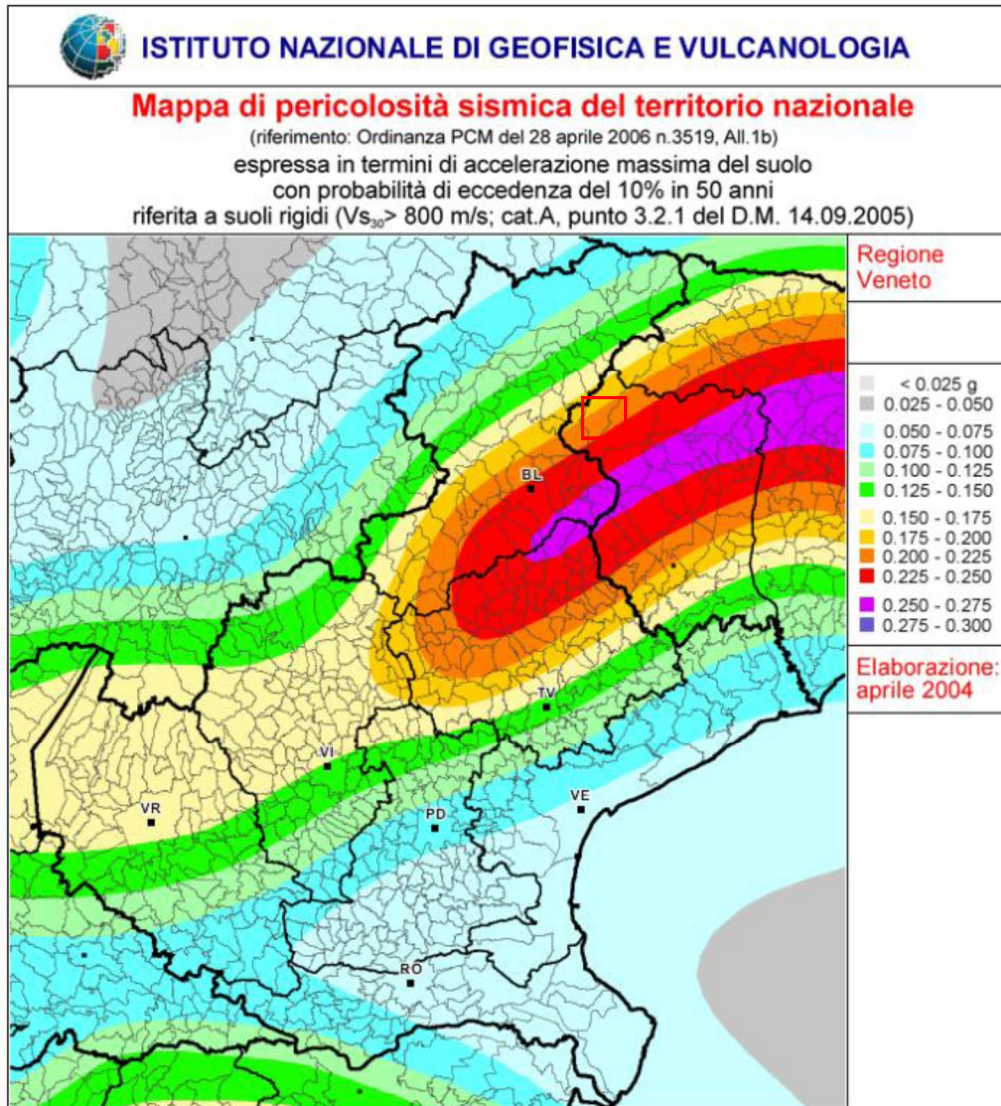 ISTITUTO NAZIONALE DI GEOFISICA E VULCANOLOGIA
Mappa di pericolosità sismica del territorio nazionale
(riferimento: Ordinanza PCM del 28 aprile 2006 n.3519, All.1b)
espressa in termini di accelerazione massima del suolo
con probabilità di eccedenza del 10% in 50 anni
riferita a suoli rigidi (Vs₃₀> 800 m/s; cat.A, punto 3.2.1 del D.M. 14.09.2005)
Regione
Veneto
< 0.025 g
0.025 - 0.050
0.050 - 0.075
0.075 - 0.100
0.100 - 0.125
0.125 - 0.150
0.150 - 0.175
0.175 - 0.200
0.200 - 0.225
0.225 - 0.250
0.250 - 0.275
0.275 - 0.300
Elaborazione:
aprile 2004
BL
TV
VI
VE
VR
PD
RO